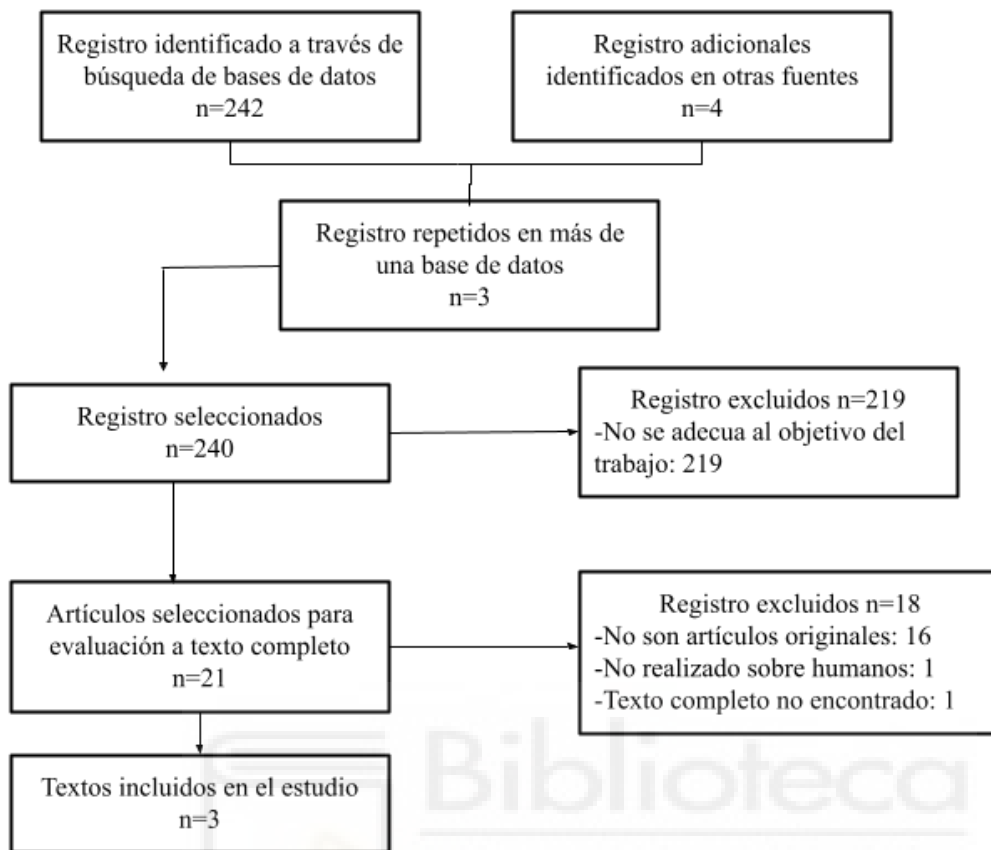 Registro identificado a través de
búsqueda de bases de datos
n=242
Registro adicionales
identificados en otras fuentes
n=4
Registro repetidos en más de
una base de datos
n=3
Registro seleccionados
n=240
Registro excluidos n=219
-No se adecua al objetivo del
trabajo: 219
Artículos seleccionados para
evaluación a texto completo
n=21
Registro excluidos n=18
-No son artículos originales: 16
-No realizado sobre humanos: 1
-Texto completo no encontrado: 1
Textos incluidos en el estudio
n=3
Biblioteca